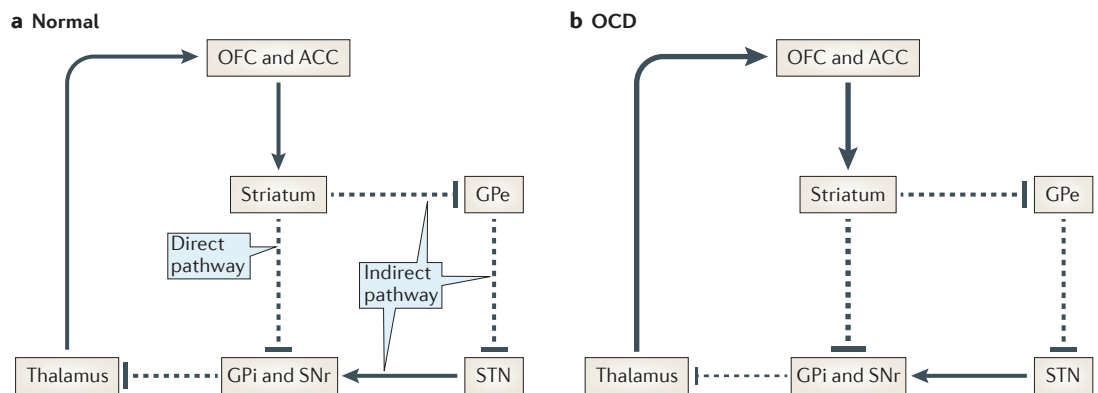 a Normal
OFC and ACC
Striatum
GPe
Direct
pathway
Indirect
pathway
Thalamus
GPi and SNr
STN
b OCD
OFC and ACC
Striatum
GPe
Thalamus
GPi and SNr
STN